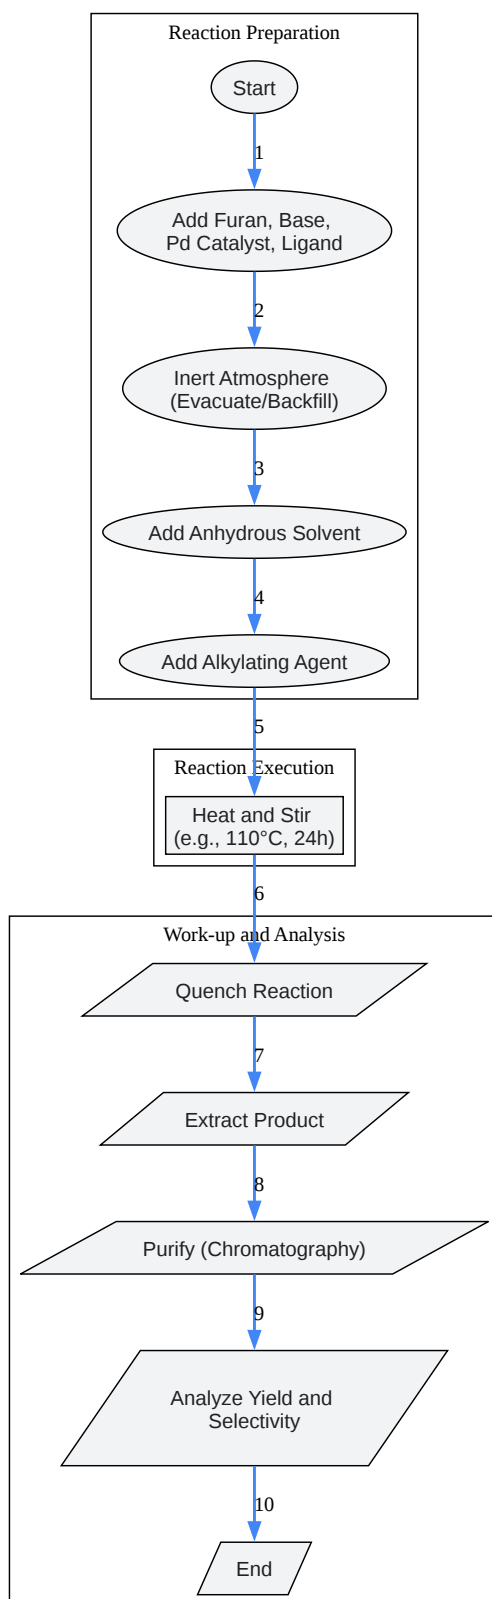 Reaction Preparation
Start
1
Add Furan, Base,
Pd Catalyst, Ligand
2
Inert Atmosphere
(Evacuate/Backfill)
3
Add Anhydrous Solvent
4
Add Alkylating Agent
5
Reaction Execution
Heat and Stir
(e.g., 110°C, 24h)
6
Work-up and Analysis
Quench Reaction
7
Extract Product
8
Purify (Chromatography)
9
Analyze Yield and
Selectivity
10
End